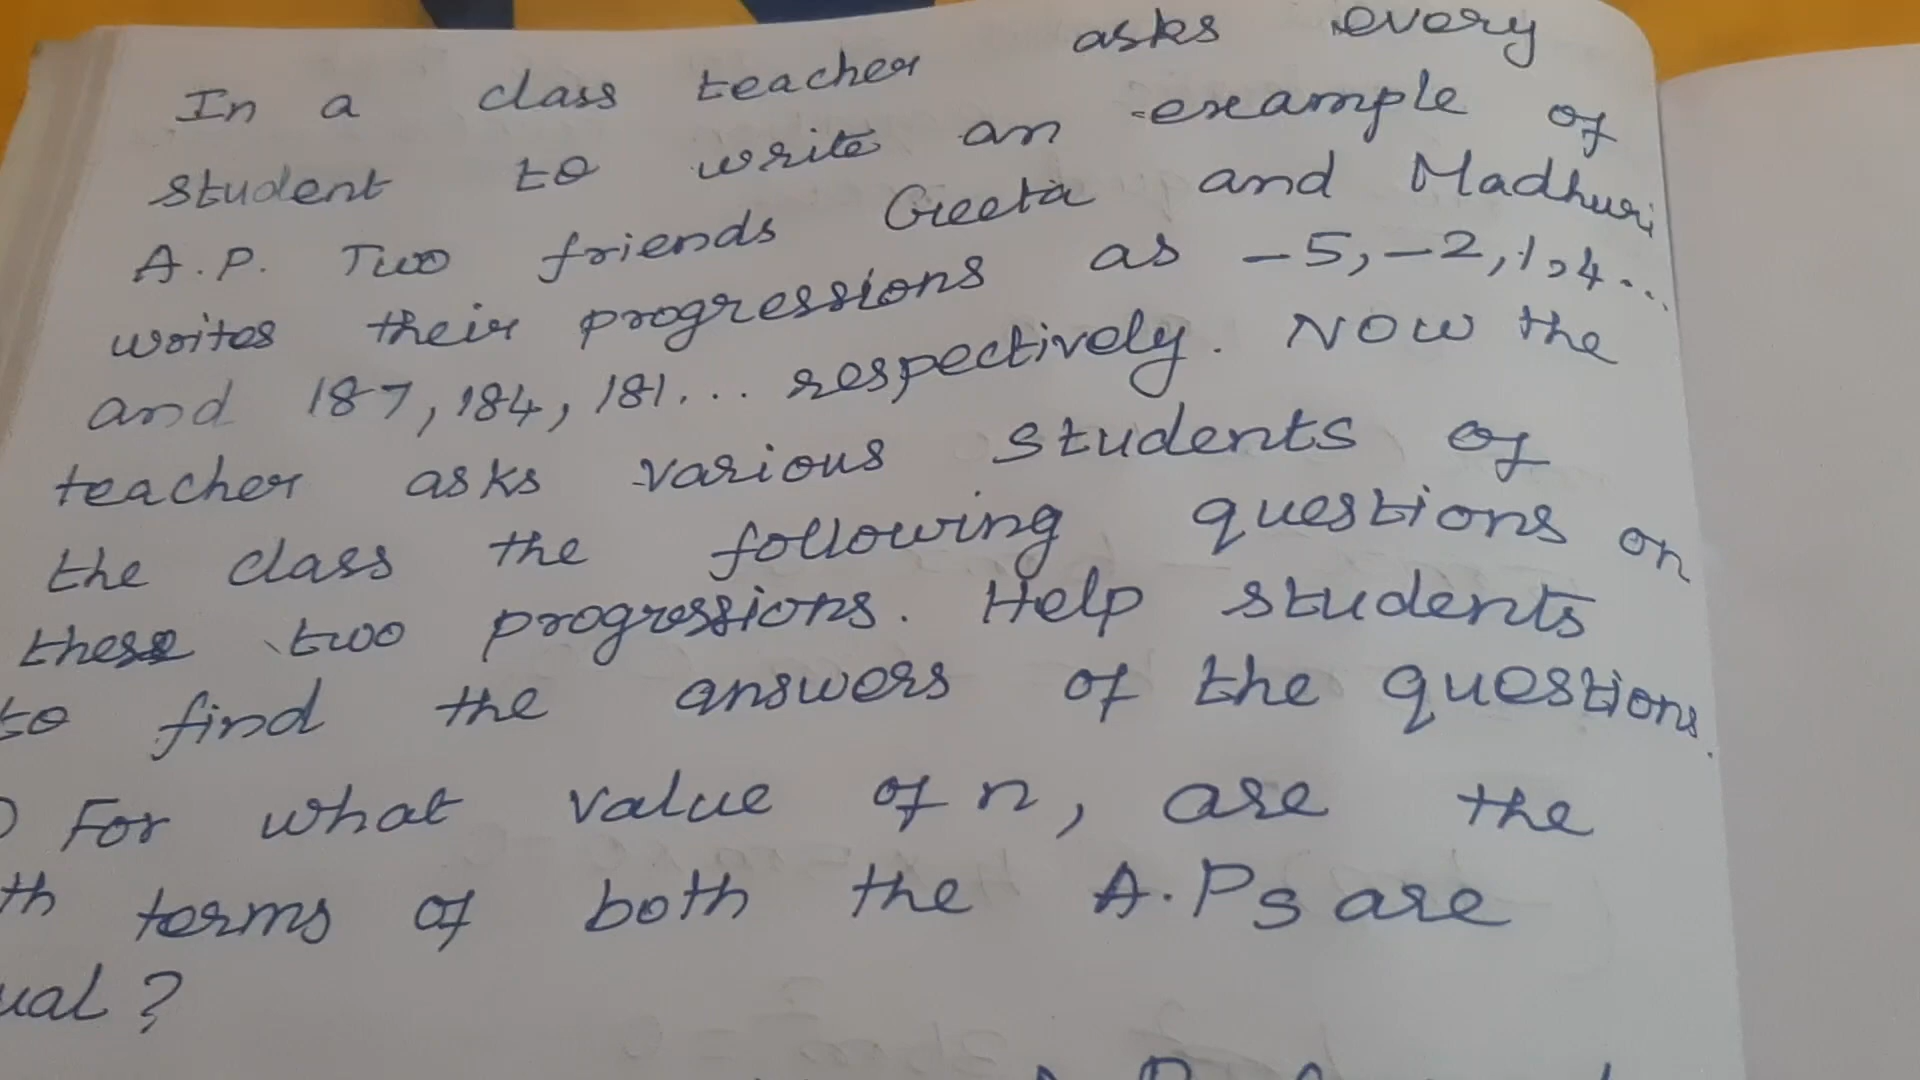 In a class teacher asks every
student to write an example of
A.P. Two friends Geeta and Madhuri
writes their progressions as -5, -2, 1, 4...
and 187, 184, 181... respectively. Now the
teacher asks various students of
the class the following questions on
these two progressions. Help students
to find the answers of the questions.
For what value of n, are the
th terms of both the A.Ps are
ual?